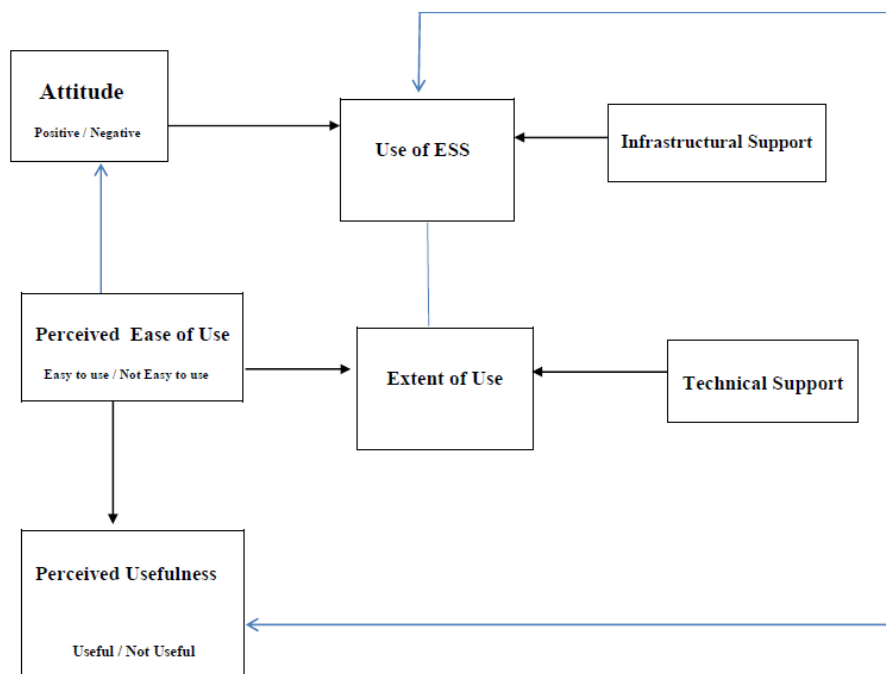 Attitude
Positive / Negative
Use of ESS
Infrastructural Support
Perceived Ease of Use
Easy to use / Not Easy to use
Extent of Use
Technical Support
Perceived Usefulness
Useful / Not Useful